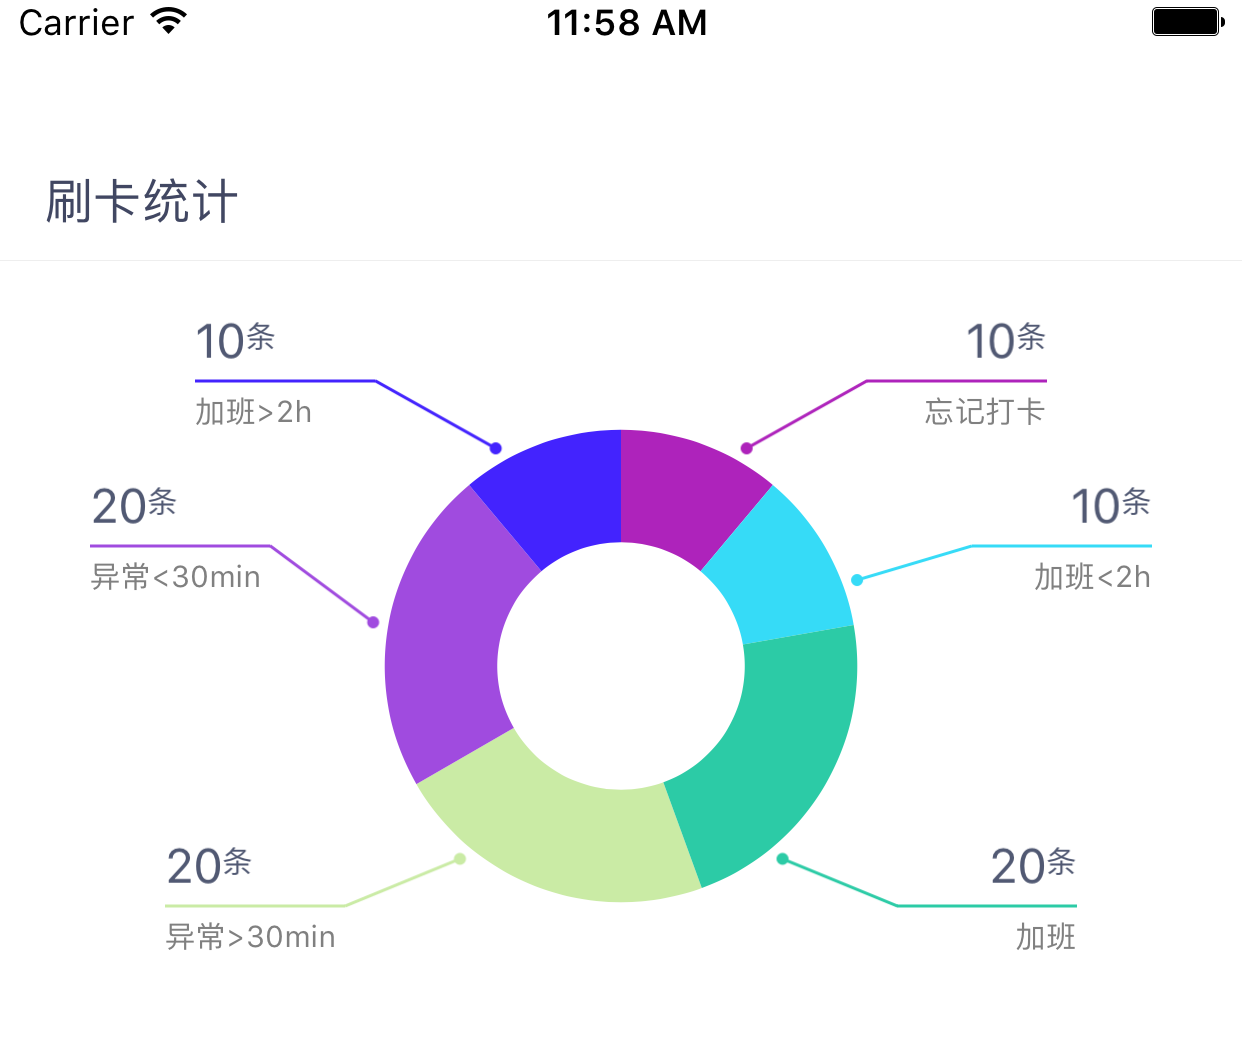 Carrier 11:58 AM
刷卡统计
10条 10条
加班>2h 忘记打卡
20条 10条
异常<30min 加班<2h
20条 20条
异常>30min 加班